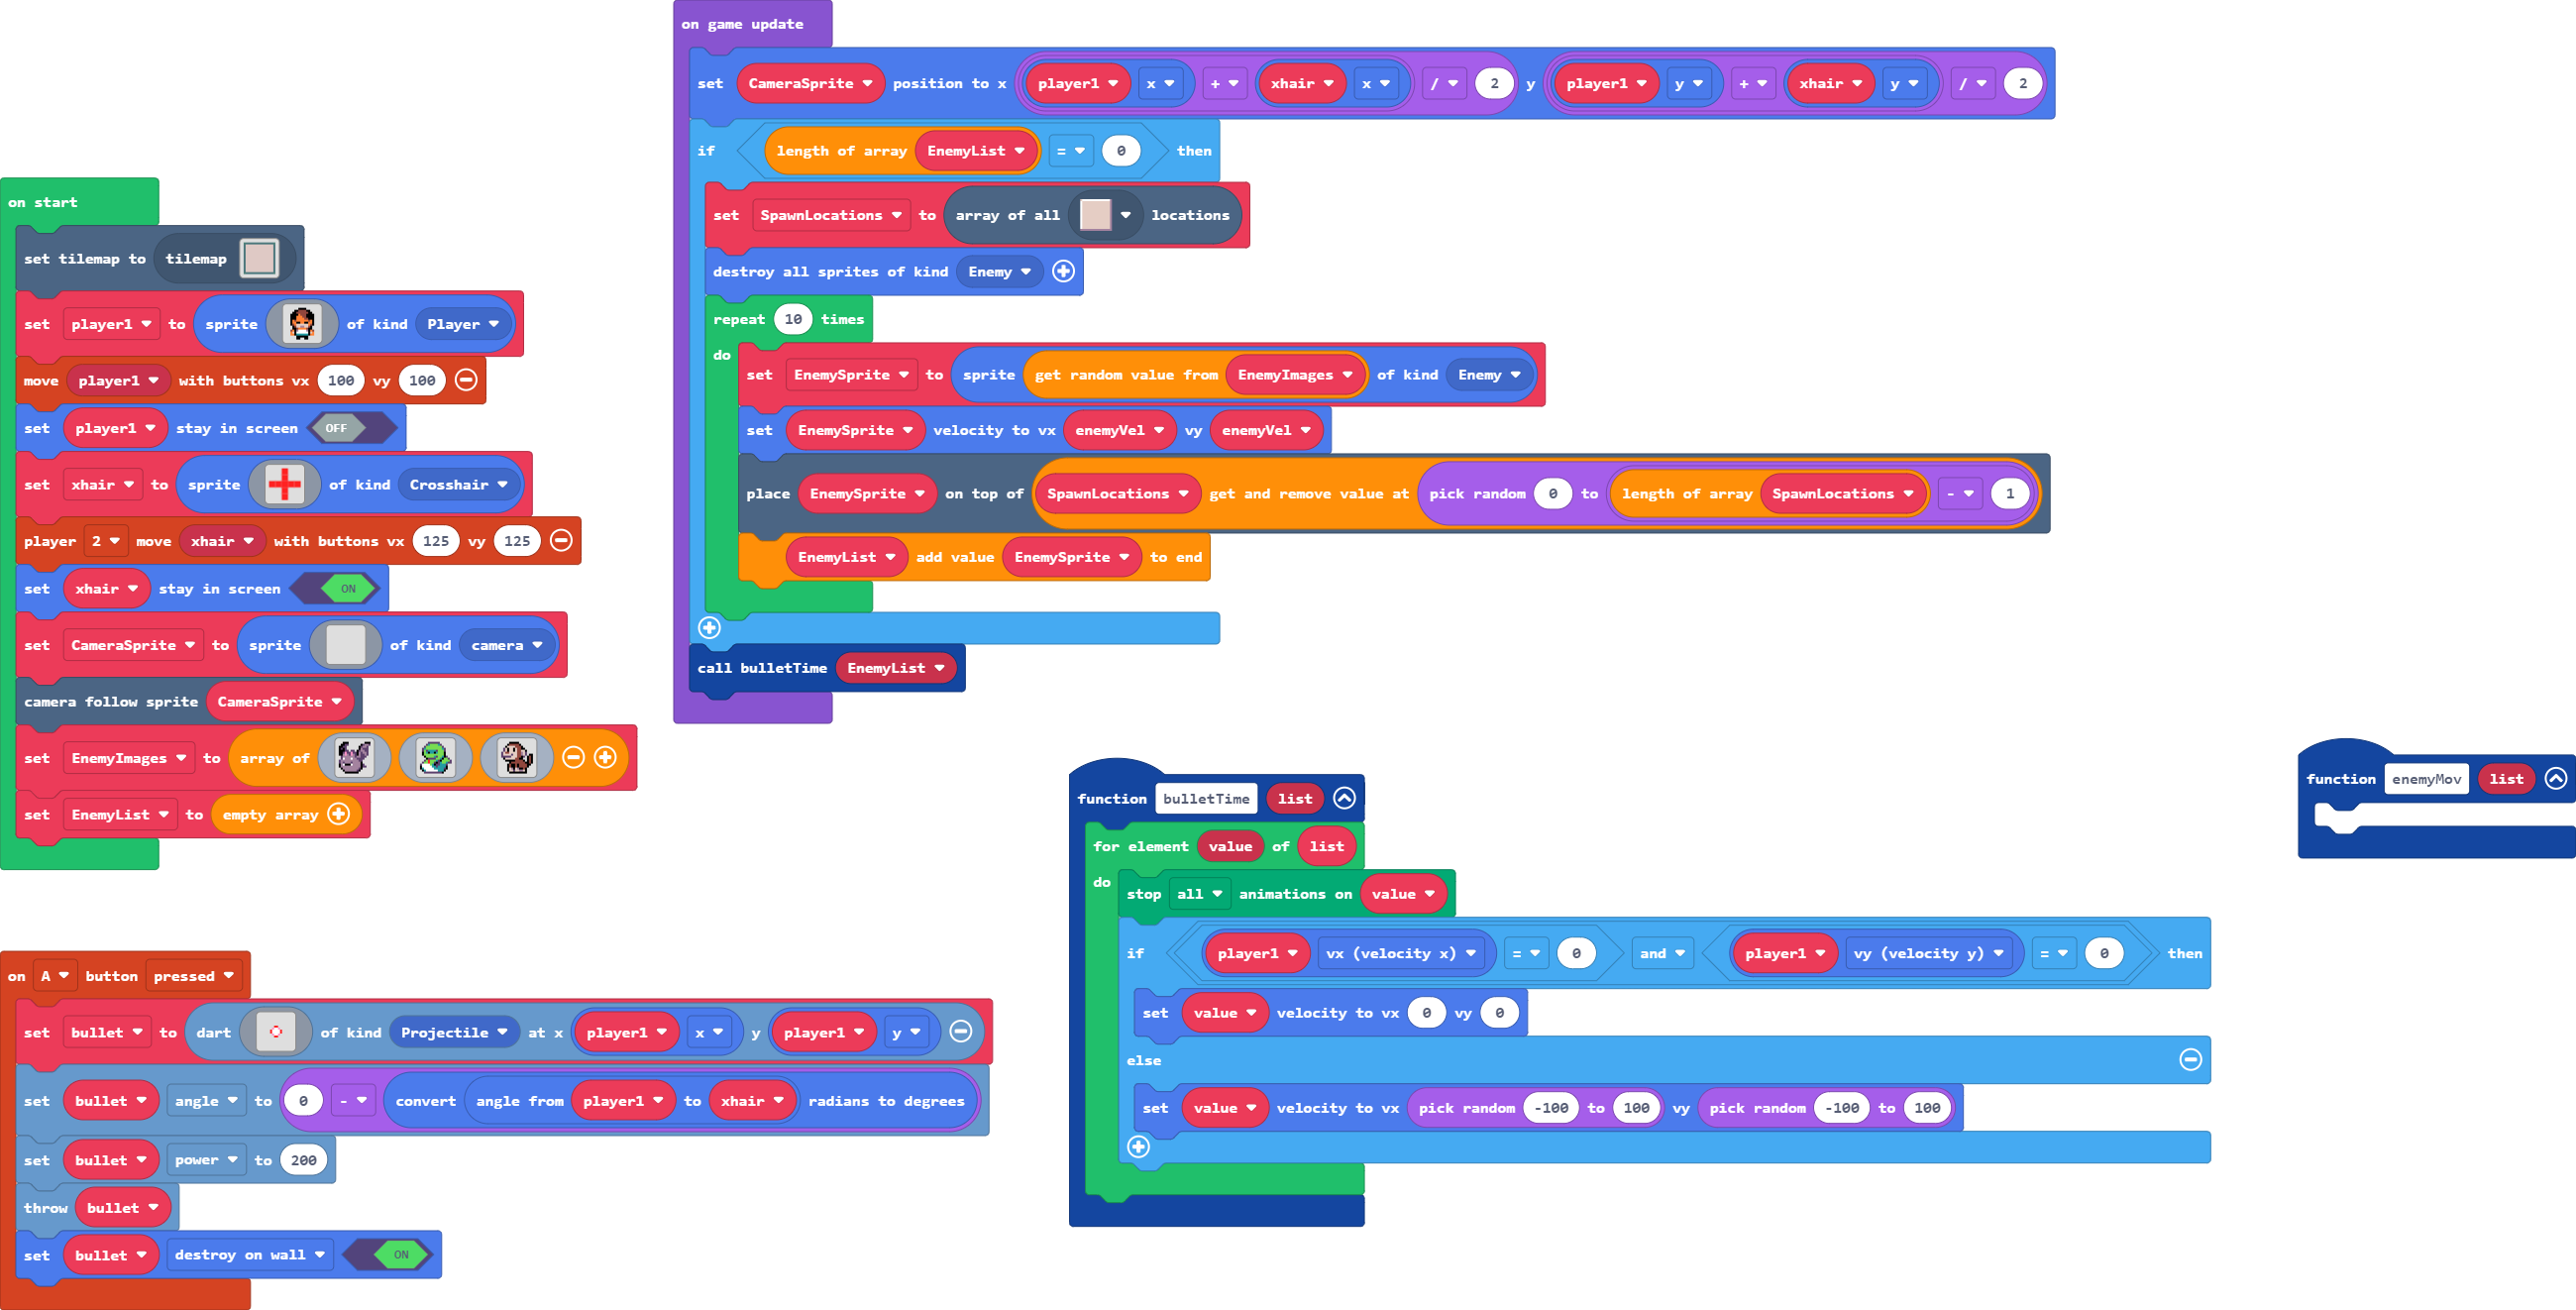 on start
set tilemap to tilemap
set player1 to sprite of kind Player
move player1 with buttons vx 100 vy 100
set player1 stay in screen OFF
set xhair to sprite of kind Crosshair
player 2 move xhair with buttons vx 125 vy 125
set xhair stay in screen ON
set CameraSprite to sprite of kind camera
camera follow sprite CameraSprite
set EnemyImages to array of
set EnemyList to empty array
on A button pressed
set bullet to dart of kind Projectile at x player1 x y player1 y
set bullet angle to 0 - convert angle from player1 to xhair radians to degrees
set bullet power to 200
throw bullet
set bullet destroy on wall ON
on game update
set CameraSprite position to x player1 x + xhair x / 2 y player1 y + xhair y / 2
if length of array EnemyList = 0 then
set SpawnLocations to array of all locations
destroy all sprites of kind Enemy
repeat 10 times
do
set EnemySprite to sprite get random value from EnemyImages of kind Enemy
set EnemySprite velocity to vx enemyVel vy enemyVel
place EnemySprite on top of SpawnLocations get and remove value at pick random 0 to length of array SpawnLocations - 1
EnemyList add value EnemySprite to end
call bulletTime EnemyList
function bulletTime list
for element value of list
do
stop all animations on value
if player1 vx (velocity x) = 0 and player1 vy (velocity y) = 0 then
set value velocity to vx 0 vy 0
else
set value velocity to vx pick random -100 to 100 vy pick random -100 to 100
function enemyMov list